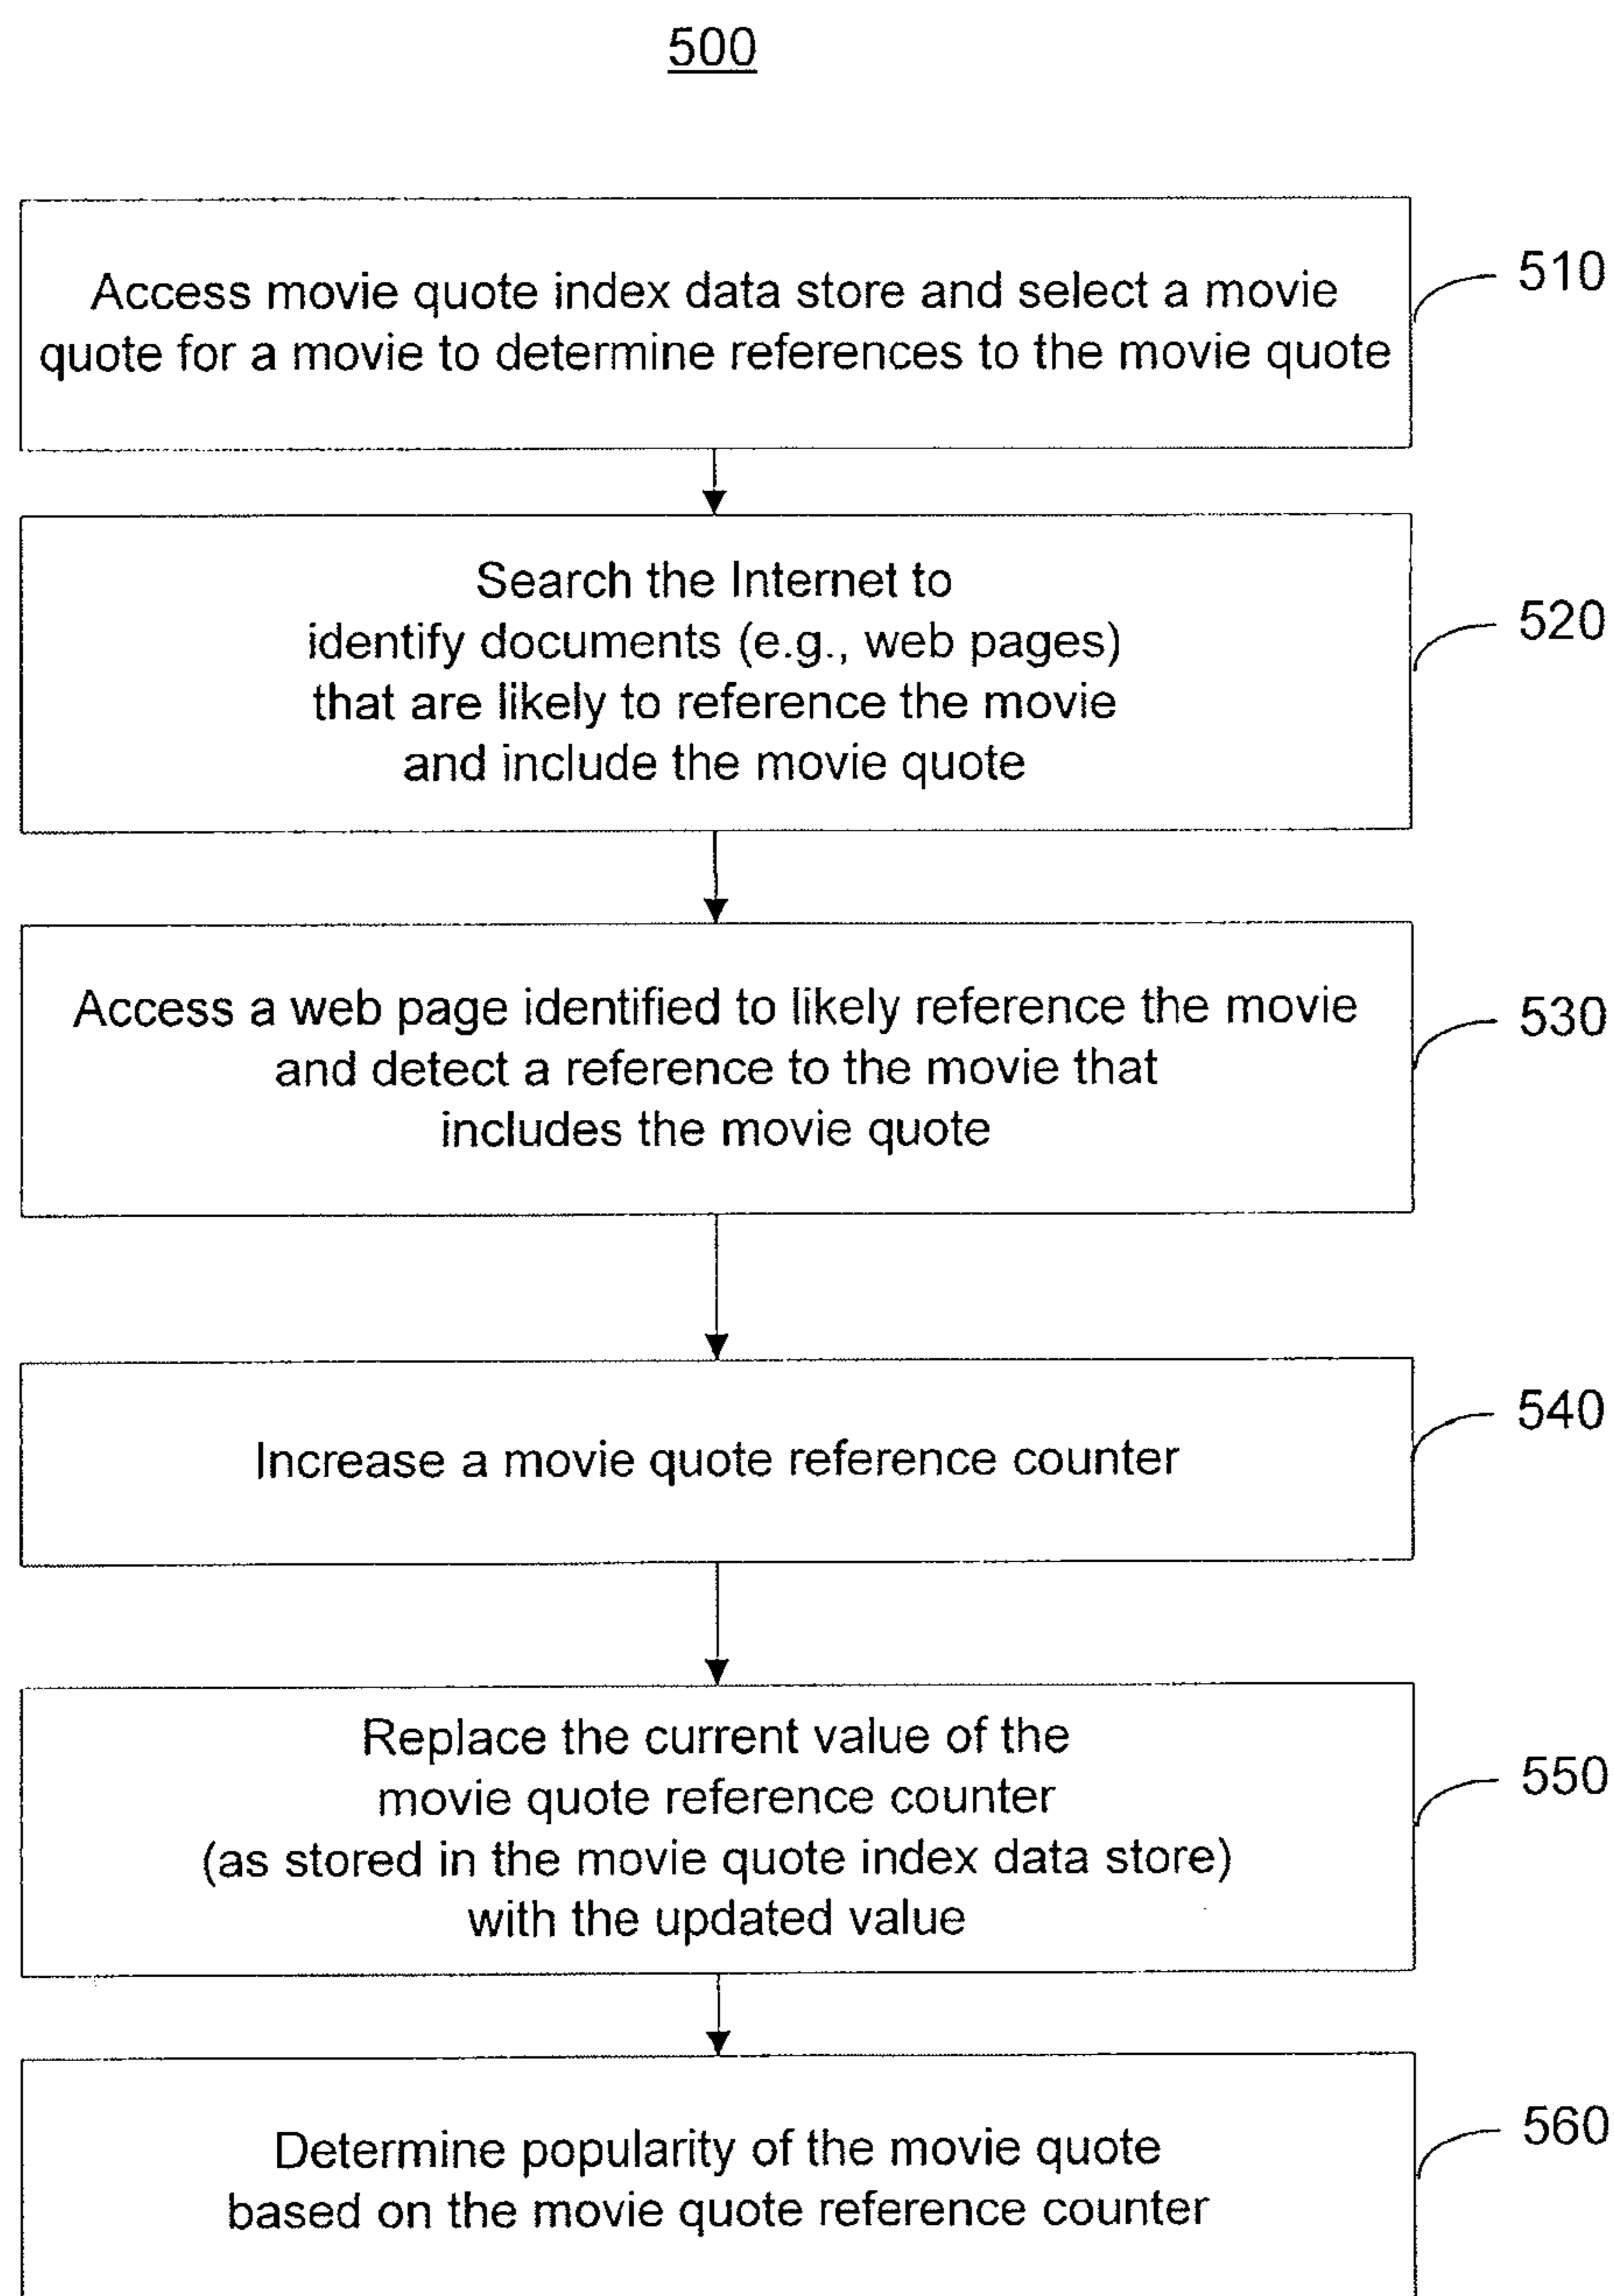 500
Access movie quote index data store and select a movie
quote for a movie to determine references to the movie quote
510
Search the Internet to
identify documents (e.g., web pages)
that are likely to reference the movie
and include the movie quote
520
Access a web page identified to likely reference the movie
and detect a reference to the movie that
includes the movie quote
530
Increase a movie quote reference counter
540
Replace the current value of the
movie quote reference counter
(as stored in the movie quote index data store)
with the updated value
550
Determine popularity of the movie quote
based on the movie quote reference counter
560